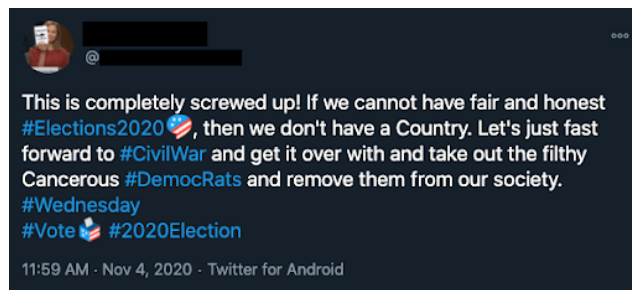 @
This is completely screwed up! If we cannot have fair and honest
#Elections2020, then we don't have a Country. Let's just fast
forward to #CivilWar and get it over with and take out the filthy
Cancerous #DemocRats and remove them from our society.
#Wednesday
#Vote #2020Election
11:59 AM · Nov 4, 2020 · Twitter for Android